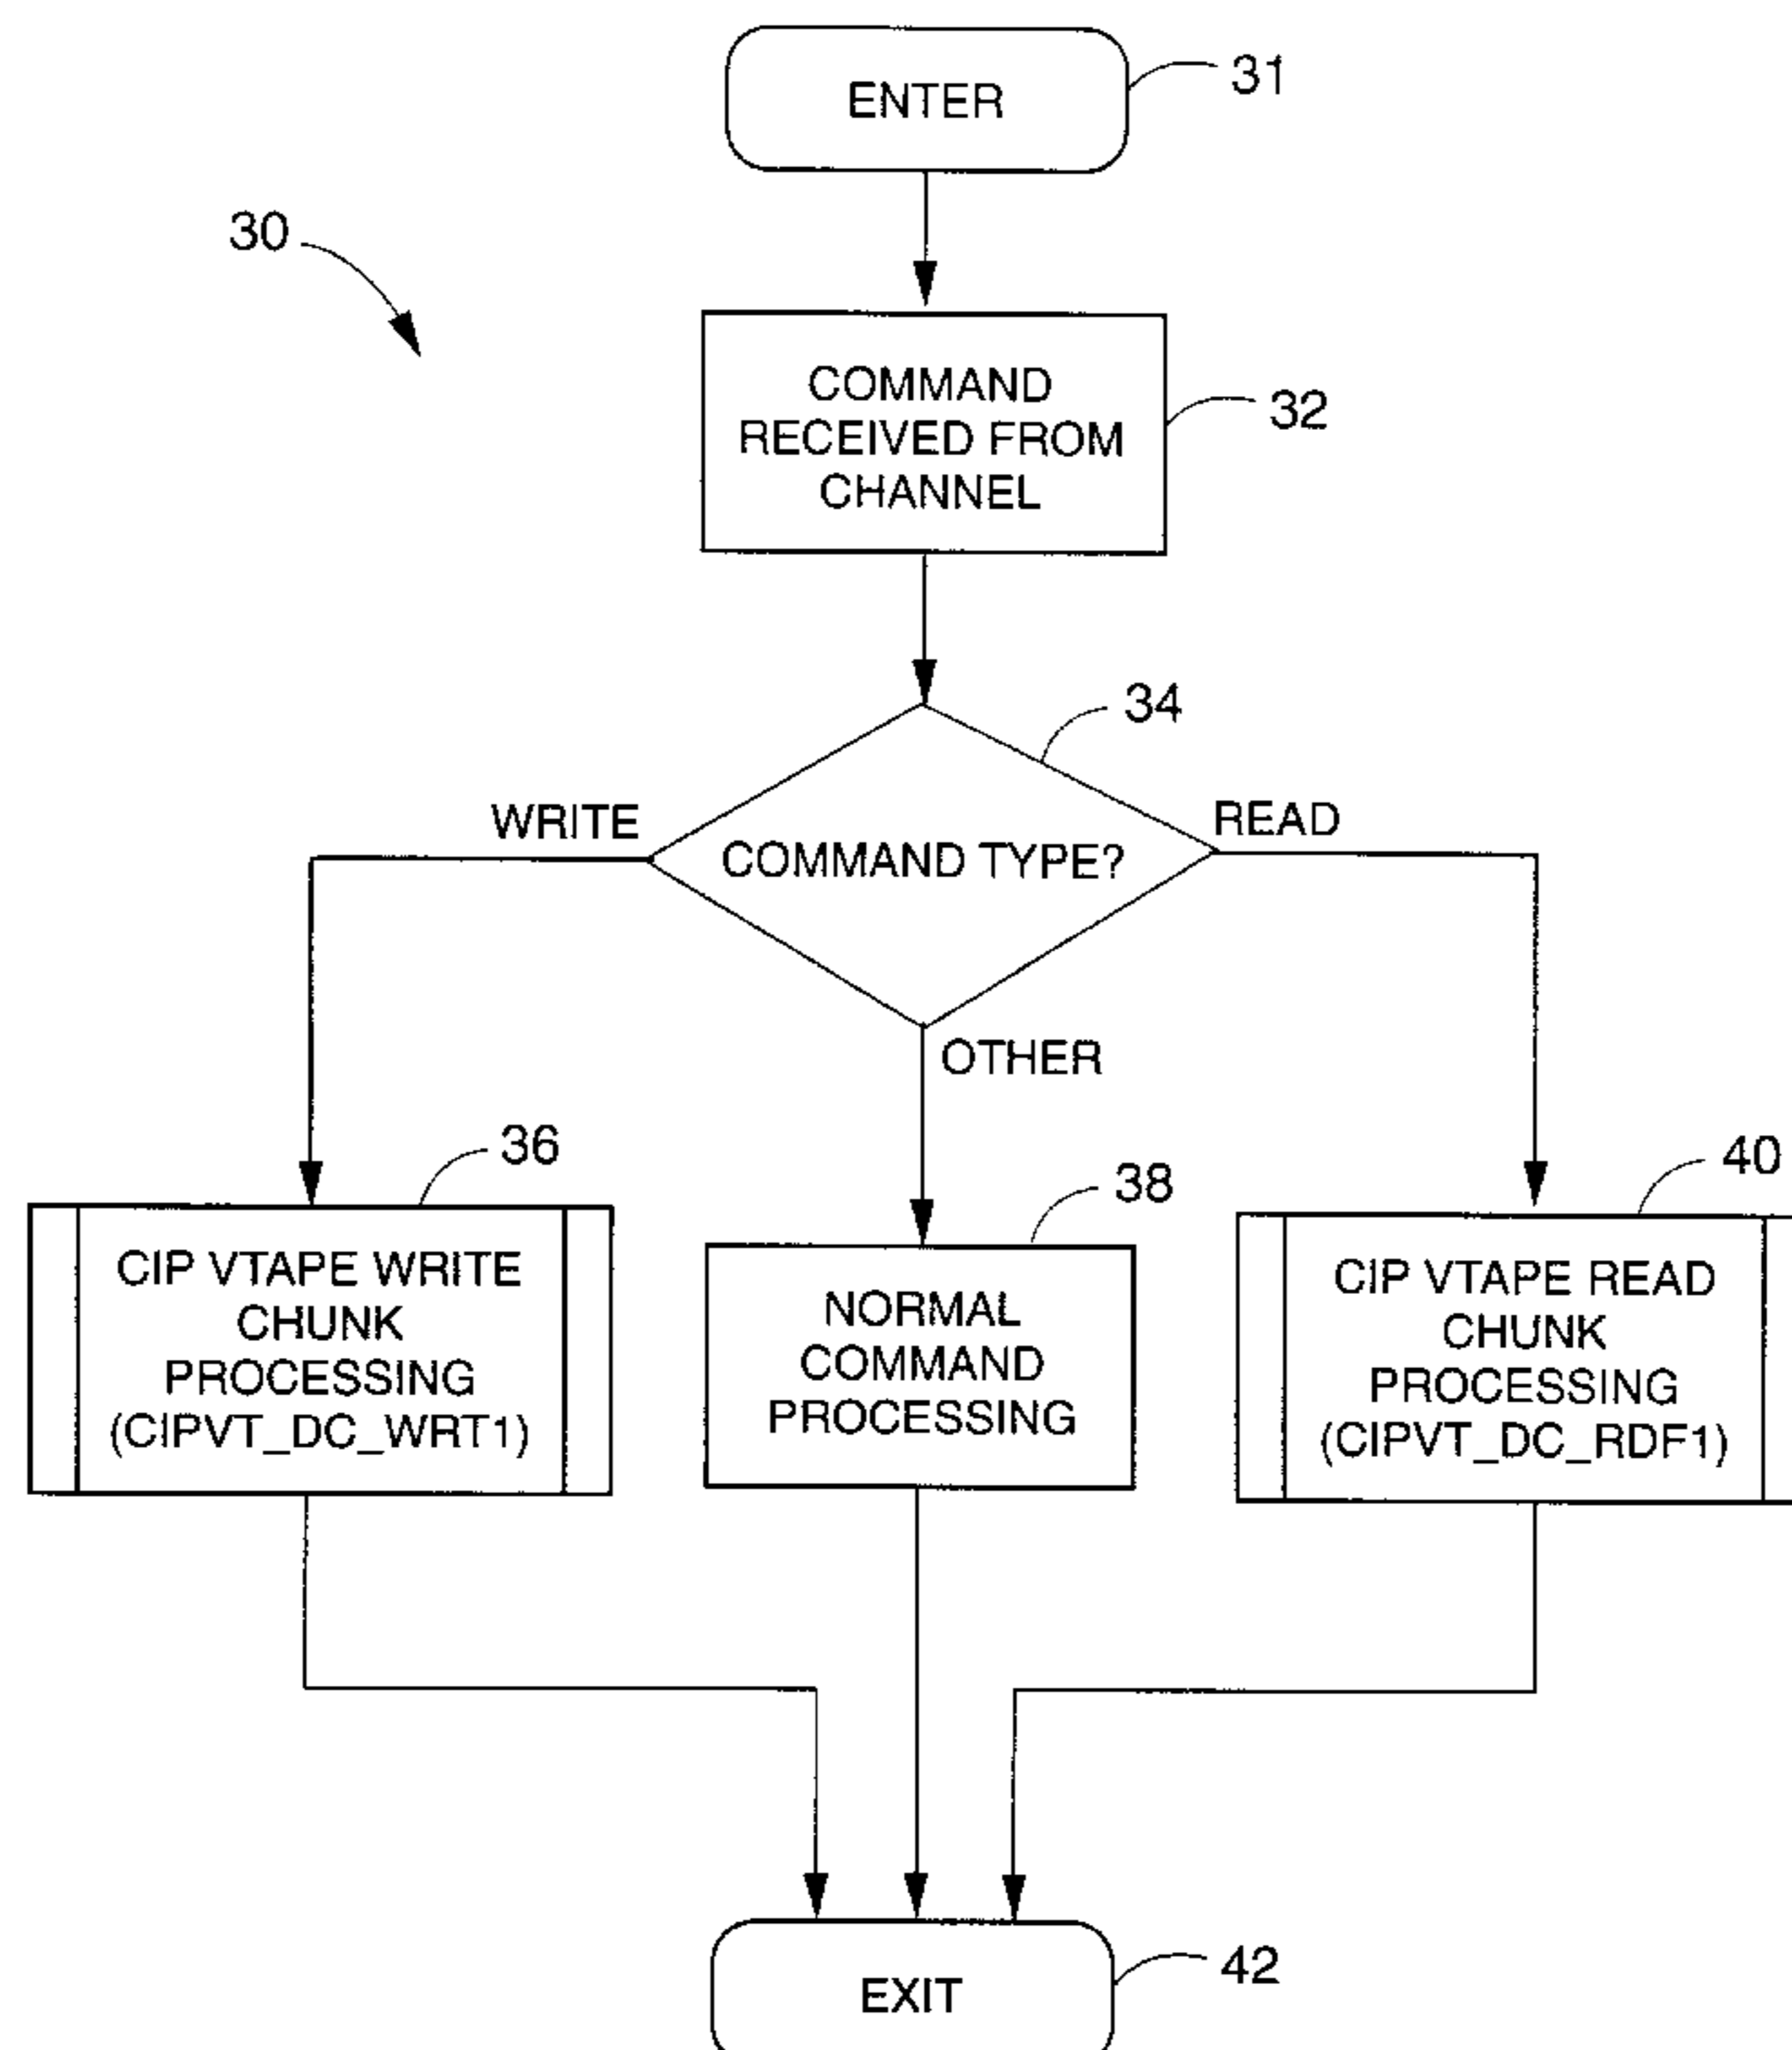 ENTER
31
30
COMMAND
RECEIVED FROM
CHANNEL
32
34
WRITE
COMMAND TYPE?
READ
OTHER
36
CIP VTAPE WRITE
CHUNK
PROCESSING
(CIPVT_DC_WRT1)
38
NORMAL
COMMAND
PROCESSING
40
CIP VTAPE READ
CHUNK
PROCESSING
(CIPVT_DC_RDF1)
EXIT
42